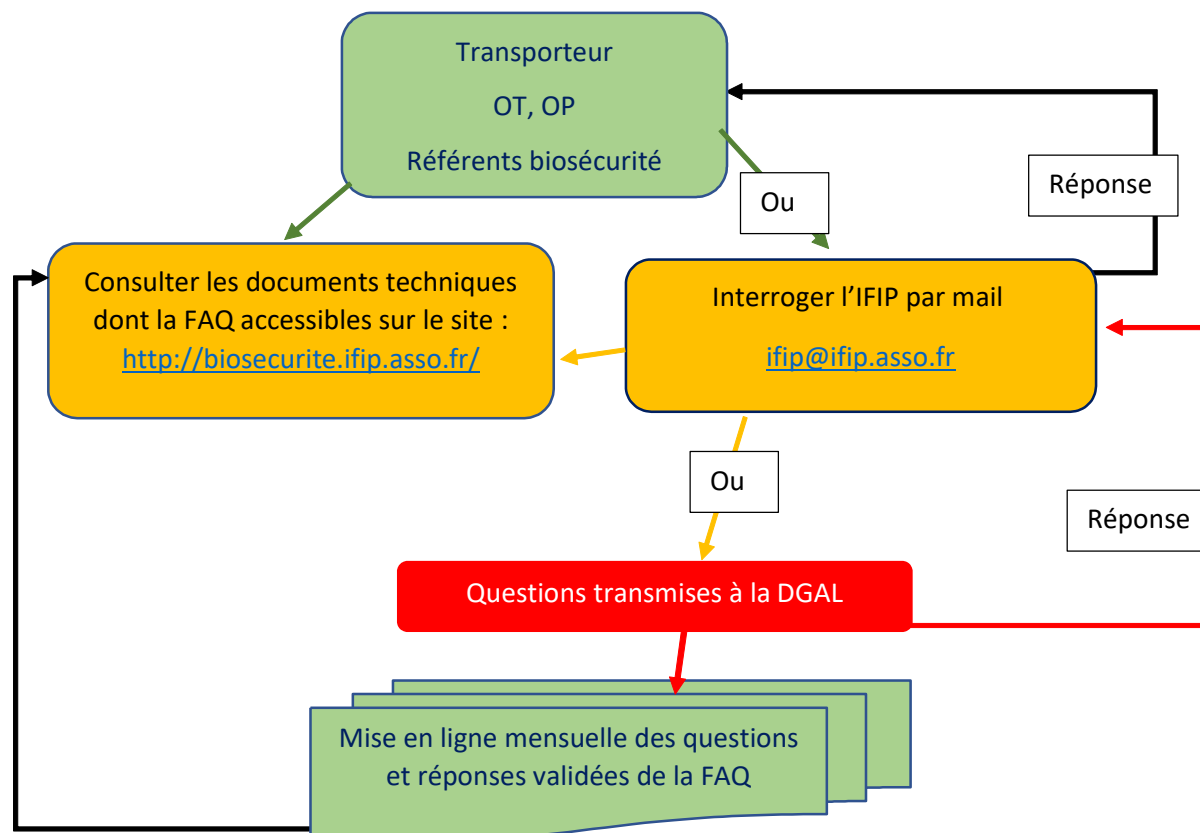 Transporteur
OT, OP
Référents biosécurité
Ou
Réponse
Consulter les documents techniques
dont la FAQ accessibles sur le site :
http://biosecurite.ifip.asso.fr/
Interroger l’IFIP par mail
ifip@ifip.asso.fr
Ou
Réponse
Questions transmises à la DGAL
Mise en ligne mensuelle des questions
et réponses validées de la FAQ